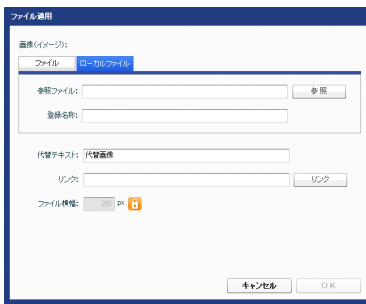 ファイル適用
画像(イメージ):
ファイル ローカルファイル
参照ファイル: 参照
登録名称:
代替テキスト: 代替画像
リンク: リンク
ファイル横幅: 200 px
キャンセル OK